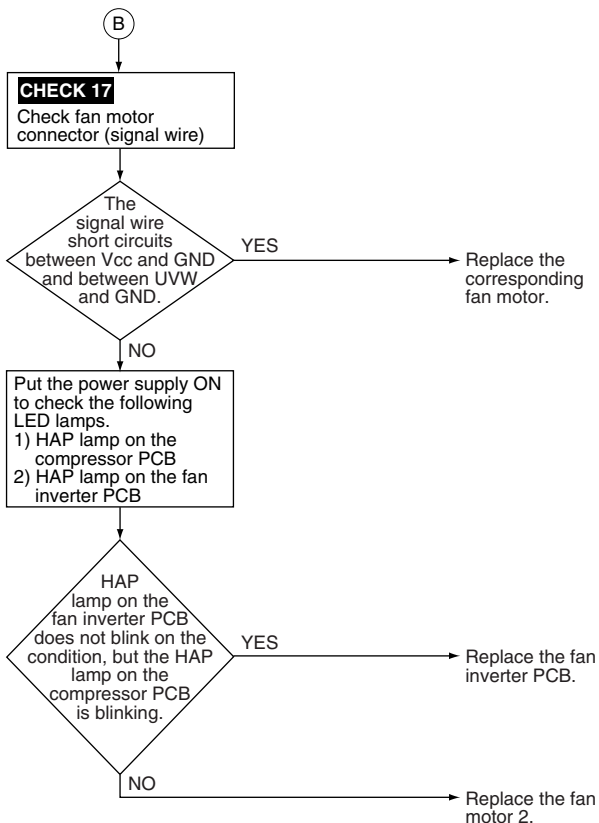 B
CHECK 17
Check fan motor
connector (signal wire)
The
signal wire
short circuits
between Vcc and GND
and between UVW
and GND.
YES
Replace the
corresponding
fan motor.
NO
Put the power supply ON
to check the following
LED lamps.
1) HAP lamp on the
compressor PCB
2) HAP lamp on the fan
inverter PCB
HAP
lamp on the
fan inverter PCB
does not blink on the
condition, but the HAP
lamp on the
compressor PCB
is blinking.
YES
Replace the fan
inverter PCB.
NO
Replace the fan
motor 2.